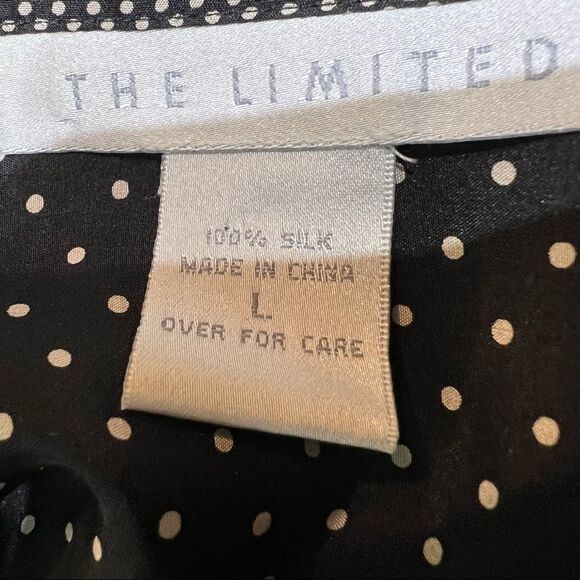 THE LIMITED
100% SILK
MADE IN CHINA
L
OVER FOR CARE